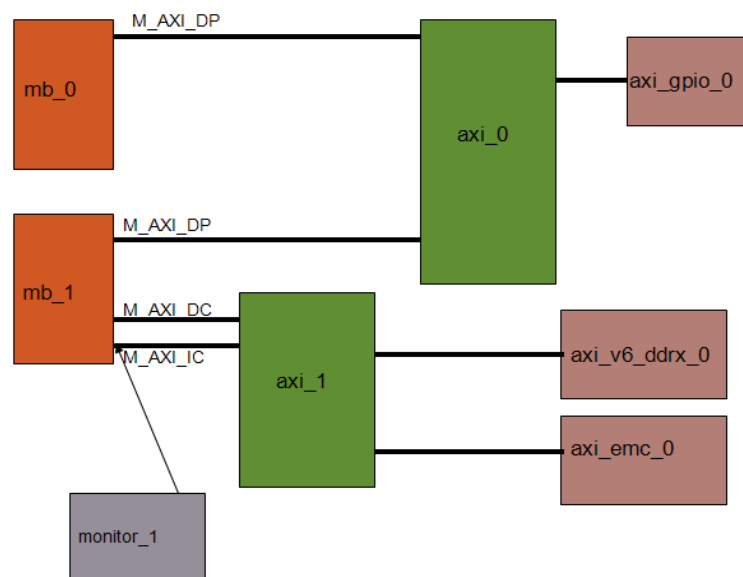 M_AXI_DP
mb_0
axi_0
axi_gpio_0
M_AXI_DP
mb_1
M_AXI_DC
M_AXI_IC
axi_1
axi_v6_ddrx_0
axi_emc_0
monitor_1